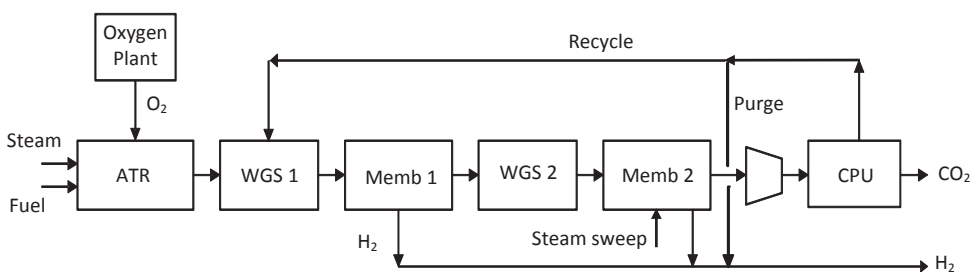 Oxygen
Plant
Recycle
O₂
Purge
Steam
Fuel
ATR
WGS 1
Memb 1
WGS 2
Memb 2
CPU
CO₂
H₂
Steam sweep
H₂